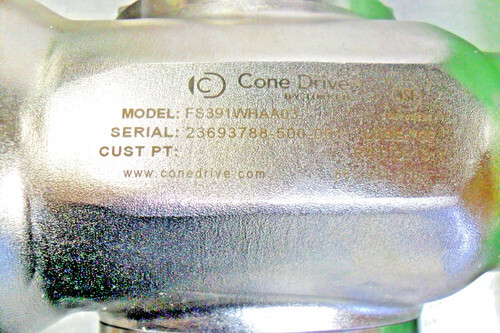 Cone Drive
MODEL: FS391WHAA03
SERIAL: 23693788-500-00
CUST PT:
www.conedrive.com